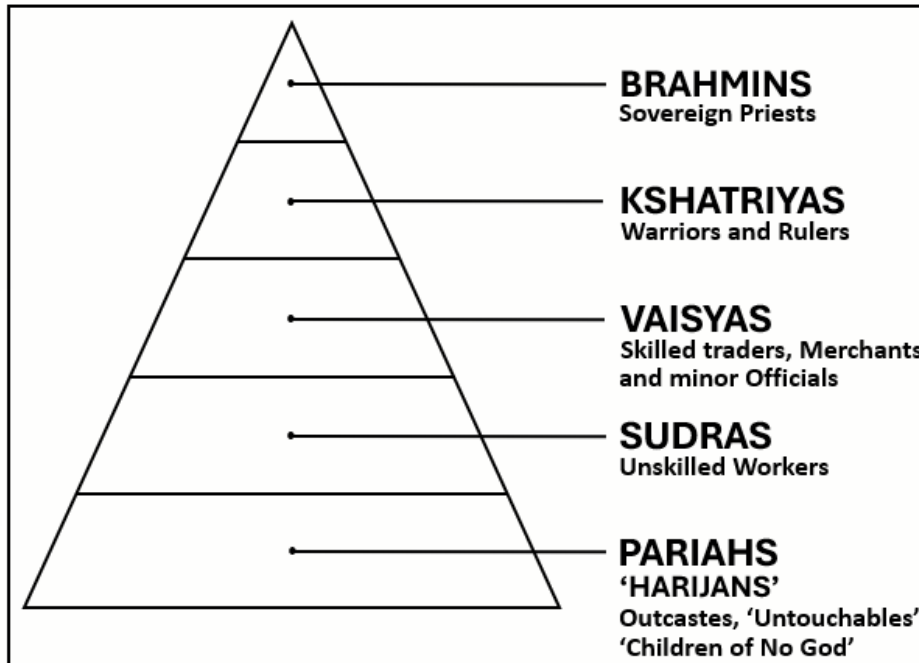 BRAHMINS
Sovereign Priests
KSHATRIYAS
Warriors and Rulers
VAISYAS
Skilled traders, Merchants
and minor Officials
SUDRAS
Unskilled Workers
PARIAHS
‘HARIJANS’
Outcastes, ‘Untouchables’
‘Children of No God’